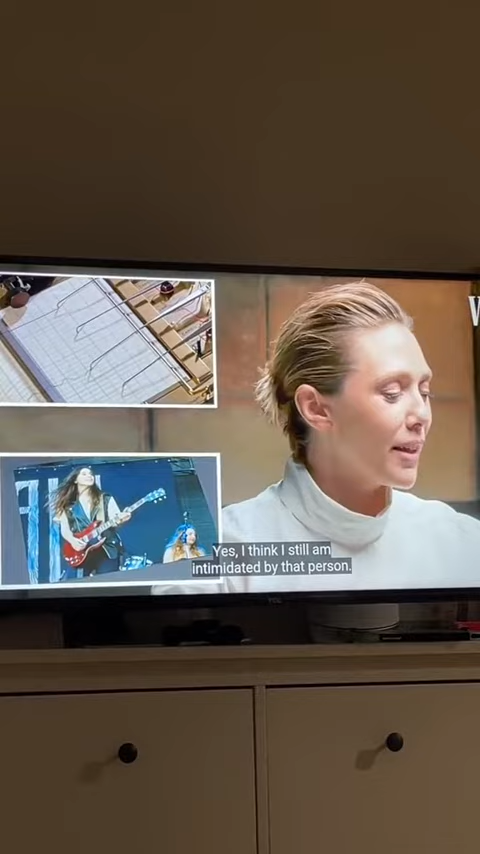 V
Yes, I think I still am
intimidated by that person.